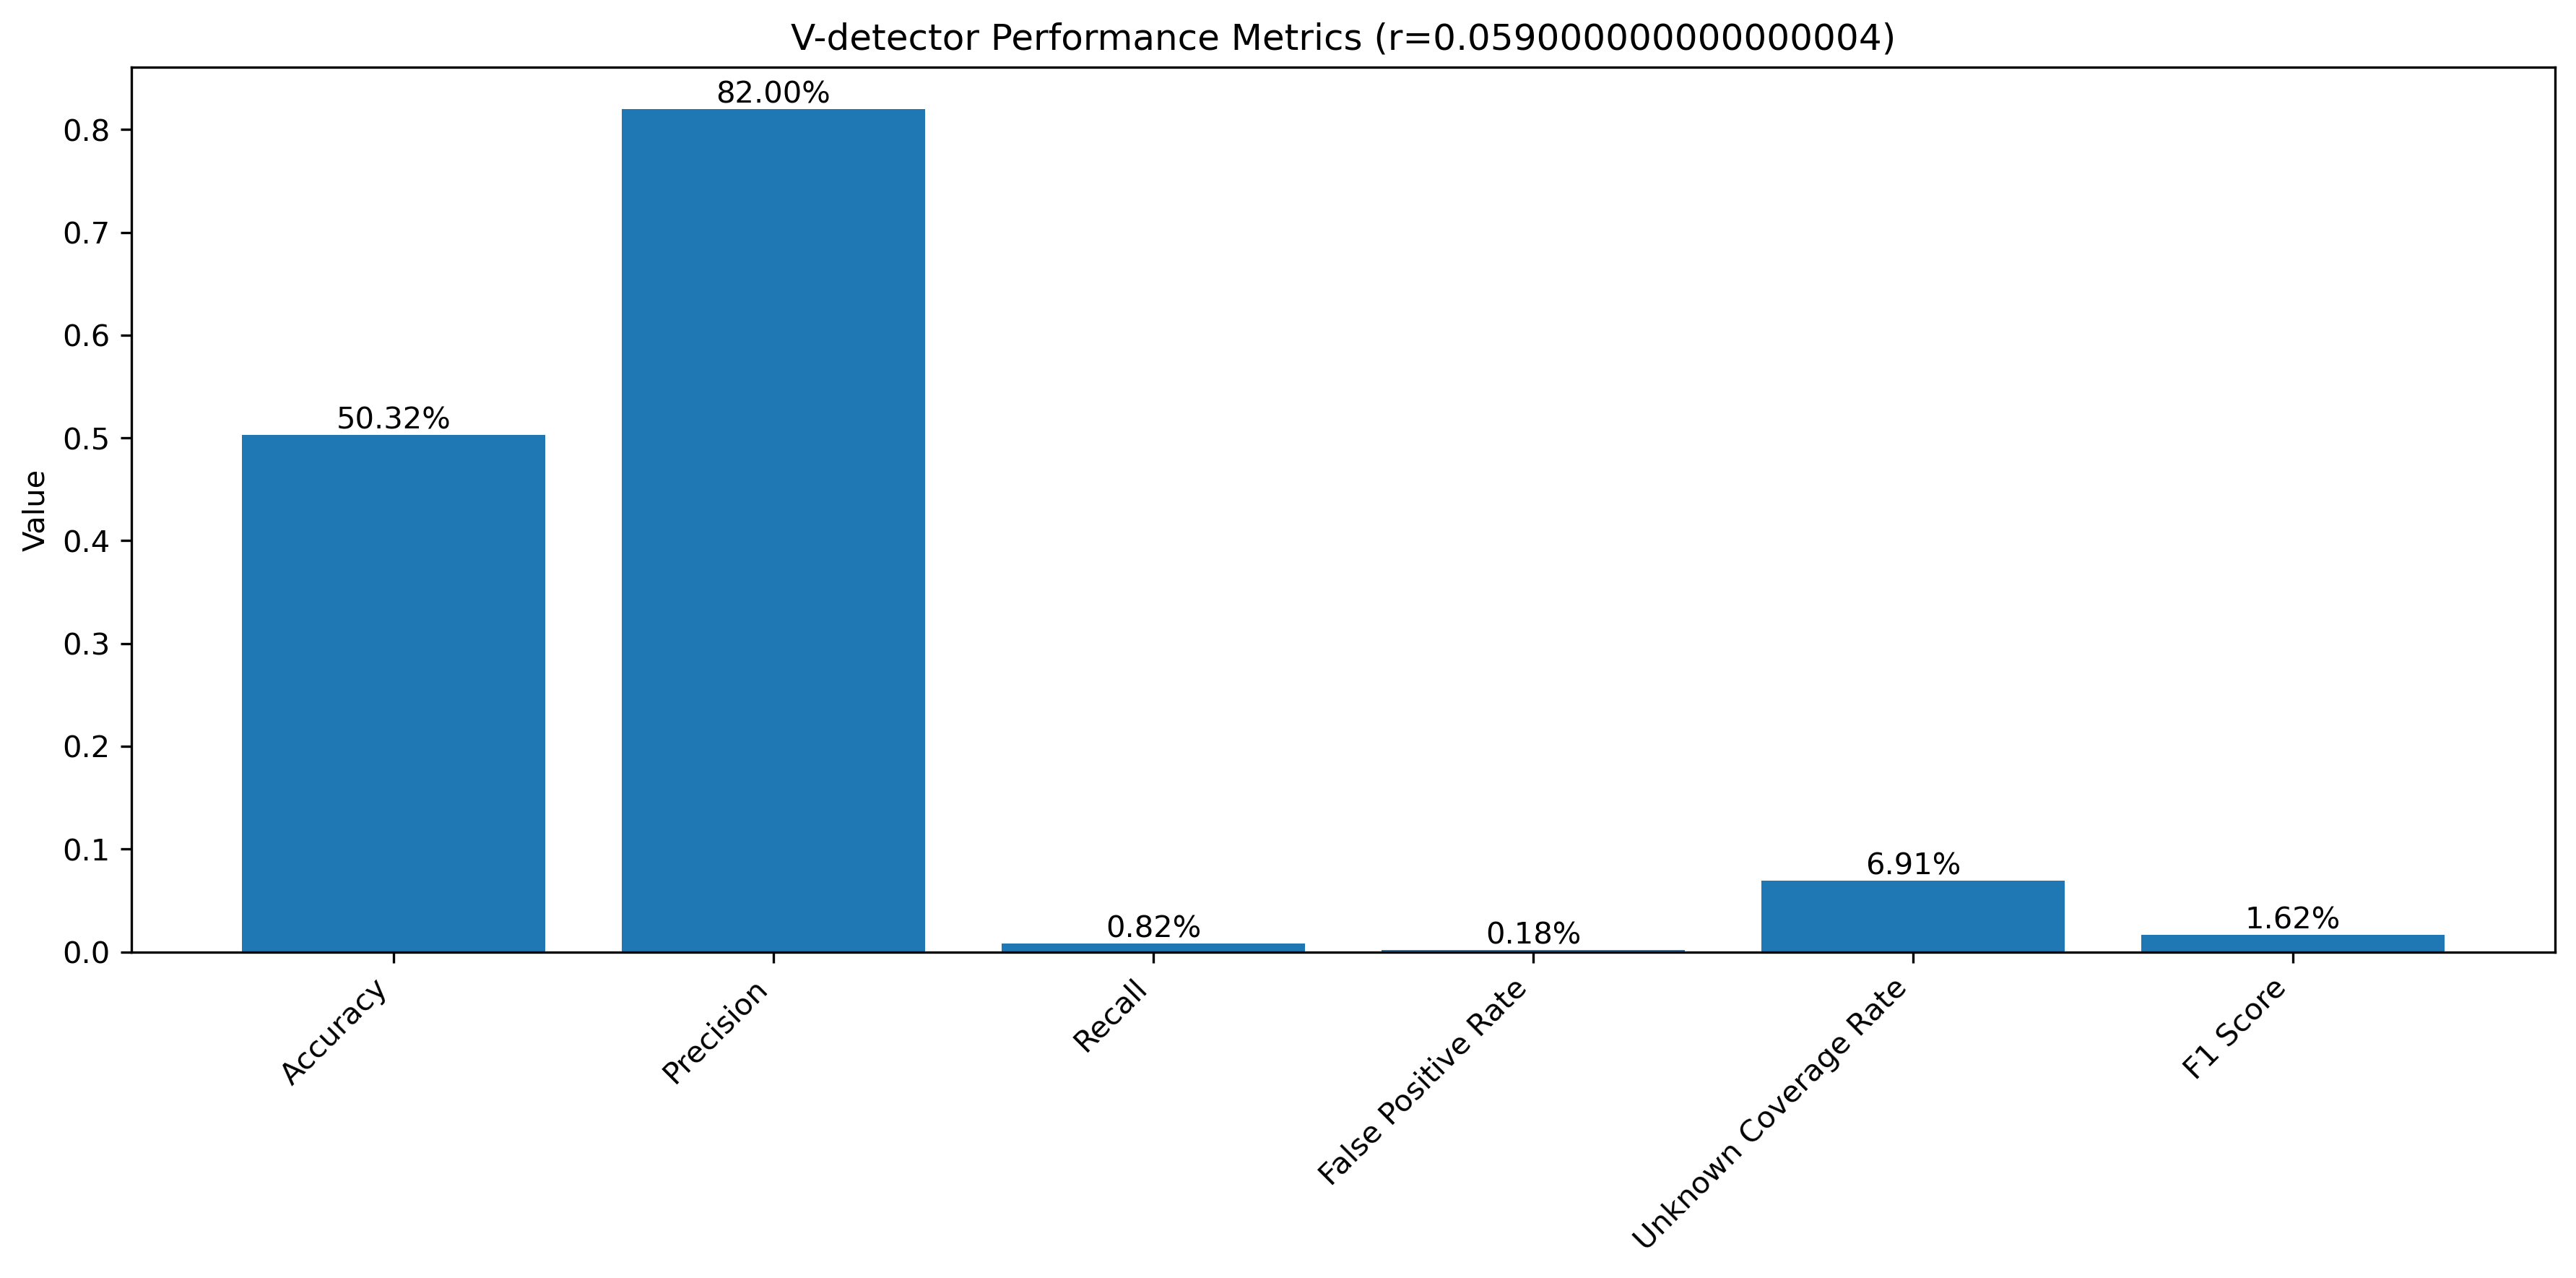 V-detector Performance Metrics (r=0.059000000000000004)
82.00%
0.8
0.7
0.6
50.32%
0.5
Value
0.4
0.3
0.2
0.1
6.91%
0.82%
0.18%
1.62%
0.0
Accuracy
Precision
Recall
False Positive Rate
Unknown Coverage Rate
F1 Score